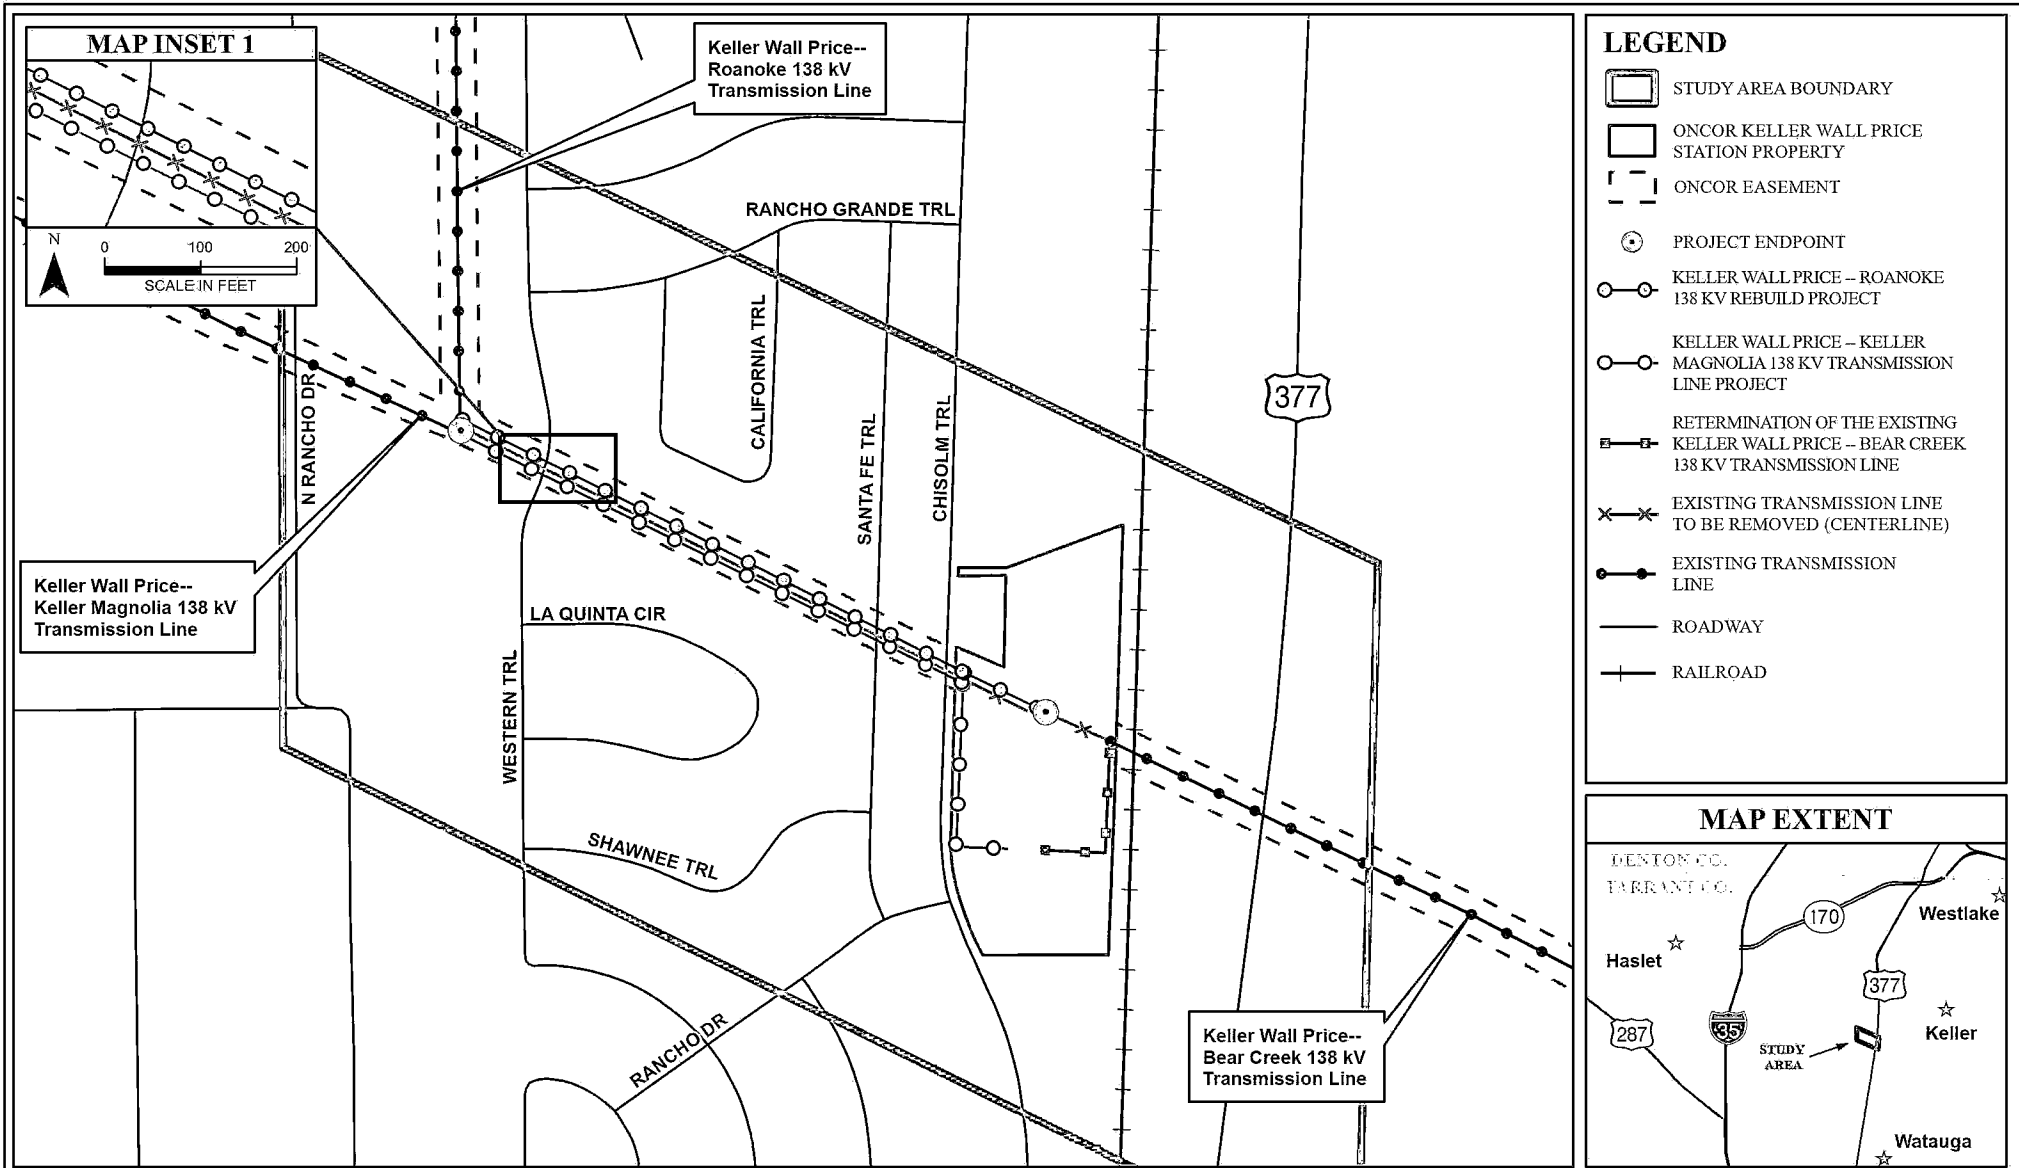 MAP INSET 1
N
0 100 200
SCALE IN FEET
Keller Wall Price--
Roanoke 138 kV
Transmission Line
RANCHO GRANDE TRL
CALIFORNIA TRL
N RANCHO DR
SANTA FE TRL
CHISOLM TRL
377
Keller Wall Price--
Keller Magnolia 138 kV
Transmission Line
LA QUINTA CIR
WESTERN TRL
SHAWNEE TRL
RANCHO DR
Keller Wall Price--
Bear Creek 138 kV
Transmission Line
LEGEND
STUDY AREA BOUNDARY
ONCOR KELLER WALL PRICE
STATION PROPERTY
ONCOR EASEMENT
PROJECT ENDPOINT
KELLER WALL PRICE -- ROANOKE
138 KV REBUILD PROJECT
KELLER WALL PRICE -- KELLER
MAGNOLIA 138 KV TRANSMISSION
LINE PROJECT
RETERMINATION OF THE EXISTING
KELLER WALL PRICE -- BEAR CREEK
138 KV TRANSMISSION LINE
EXISTING TRANSMISSION LINE
TO BE REMOVED (CENTERLINE)
EXISTING TRANSMISSION
LINE
ROADWAY
RAILROAD
MAP EXTENT
DENTON CO.
TARRANT CO.
170
Westlake
Haslet
377
287
35
Keller
STUDY
AREA
Watauga